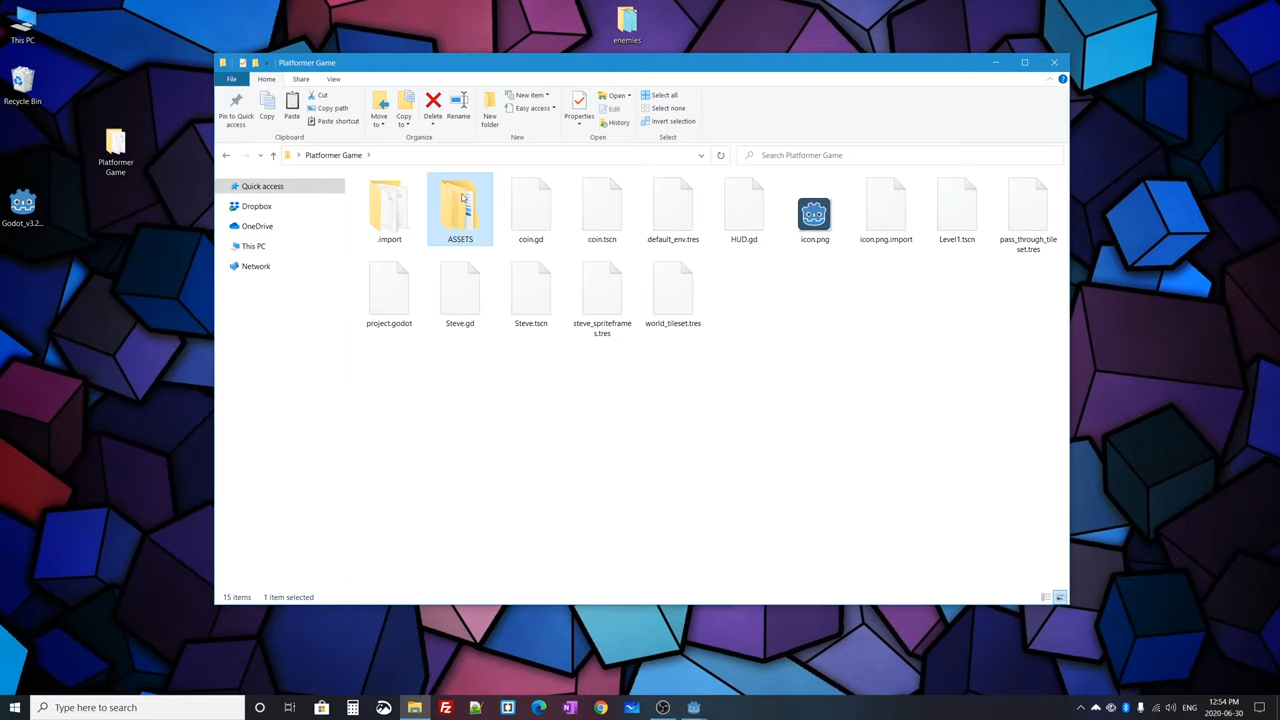 This PC
Recycle Bin
Platformer
Game
Godot_v3.2...
enemies
Platformer Game
File
Home
Share
View
Pin to Quick
access
Copy
Paste
Cut
Copy path
Paste shortcut
Clipboard
Move
to
Copy
to
Delete
Rename
Organize
New
folder
New item
Easy access
New
Properties
Open
Edit
History
Open
Select all
Select none
Invert selection
Select
Platformer Game
Search Platformer Game
Quick access
Dropbox
OneDrive
This PC
Network
.import
ASSETS
coin.gd
coin.tscn
default_env.tres
HUD.gd
icon.png
icon.png.import
Level1.tscn
pass_through_tile
set.tres
project.godot
Steve.gd
Steve.tscn
steve_spriteframe
s.tres
world_tileset.tres
15 items
1 item selected
Type here to search
ENG
12:54 PM
2020-06-30